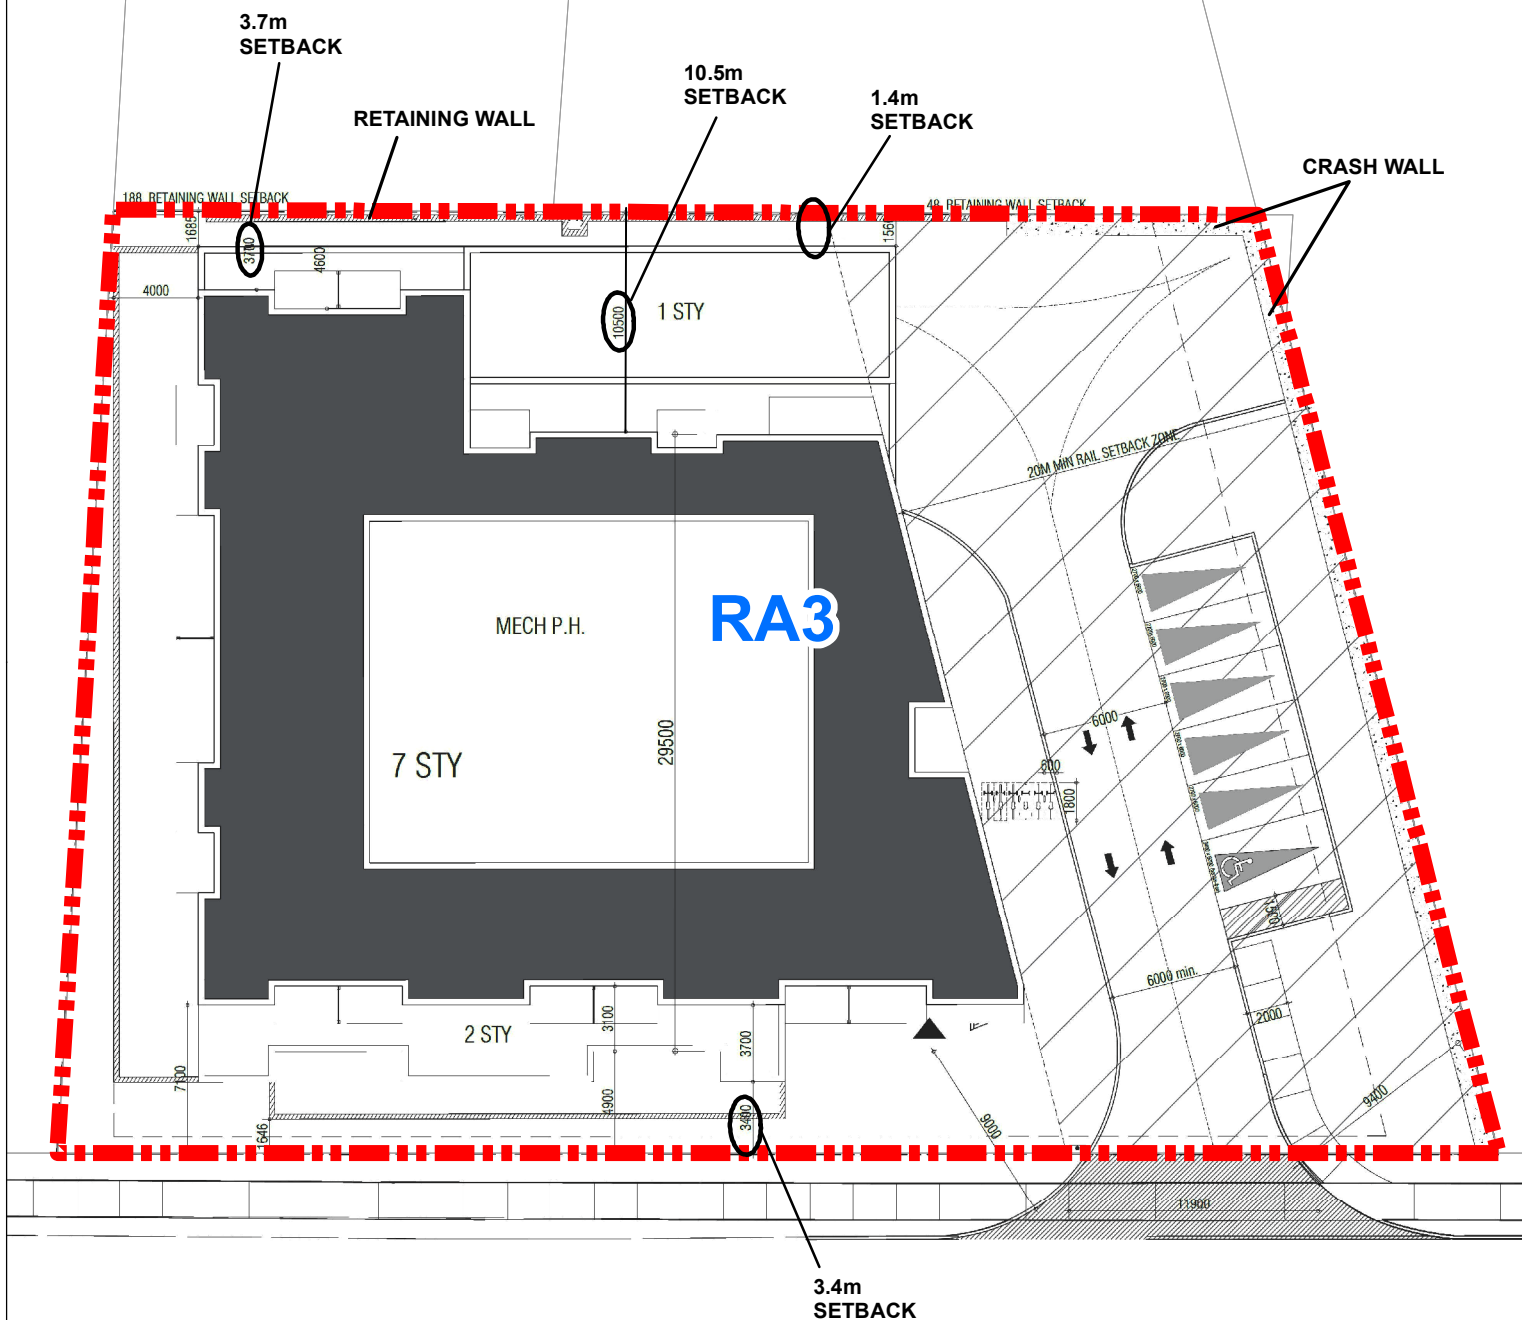 3.7m
SETBACK
10.5m
SETBACK
1.4m
SETBACK
RETAINING WALL
CRASH WALL
188 RETAINING WALL SETBACK
48 RETAINING WALL SETBACK
1685
3700
4600
1560
4000
10500
1 STY
20M MIN RAIL SETBACK ZONE
RA3
MECH P.H.
29500
7 STY
6000
600
1800
1500
6000 min.
2000
2 STY
3100
3700
7100
4900
3400
1646
9000
9400
11900
3.4m
SETBACK